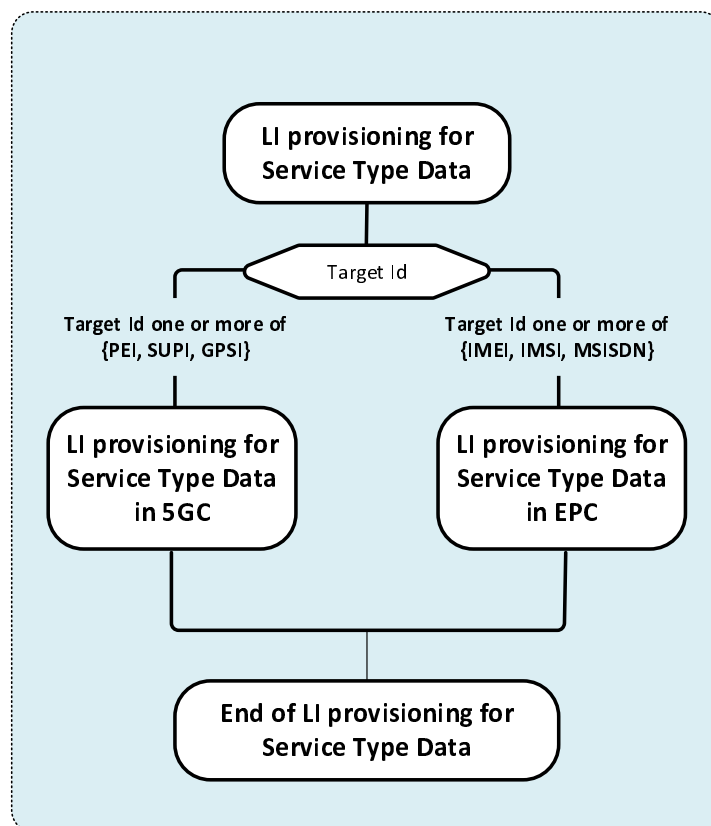 LI provisioning for
Service Type Data
Target Id
Target Id one or more of
{PEI, SUPI, GPSI}
Target Id one or more of
{IMEI, IMSI, MSISDN}
LI provisioning for
Service Type Data
in 5GC
LI provisioning for
Service Type Data
in EPC
End of LI provisioning for
Service Type Data